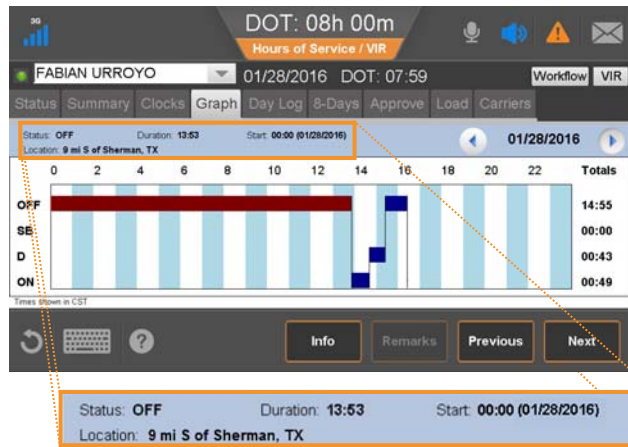 3G
DOT: 08h 00m
Hours of Service / VIR
FABIAN URROYO
01/28/2016 DOT: 07:59
Workflow VIR
Status Summary Clocks Graph Day Log 8-Days Approve Load Carriers
Status: OFF Duration: 13:53 Start: 00:00 (01/28/2016)
Location: 9 mi S of Sherman, TX
01/28/2016
0 2 4 6 8 10 12 14 16 18 20 22 Totals
OFF 14:55
SB 00:00
D 00:43
ON 00:49
Times shown in CST
Info Remarks Previous Next
Status: OFF Duration: 13:53 Start: 00:00 (01/28/2016)
Location: 9 mi S of Sherman, TX